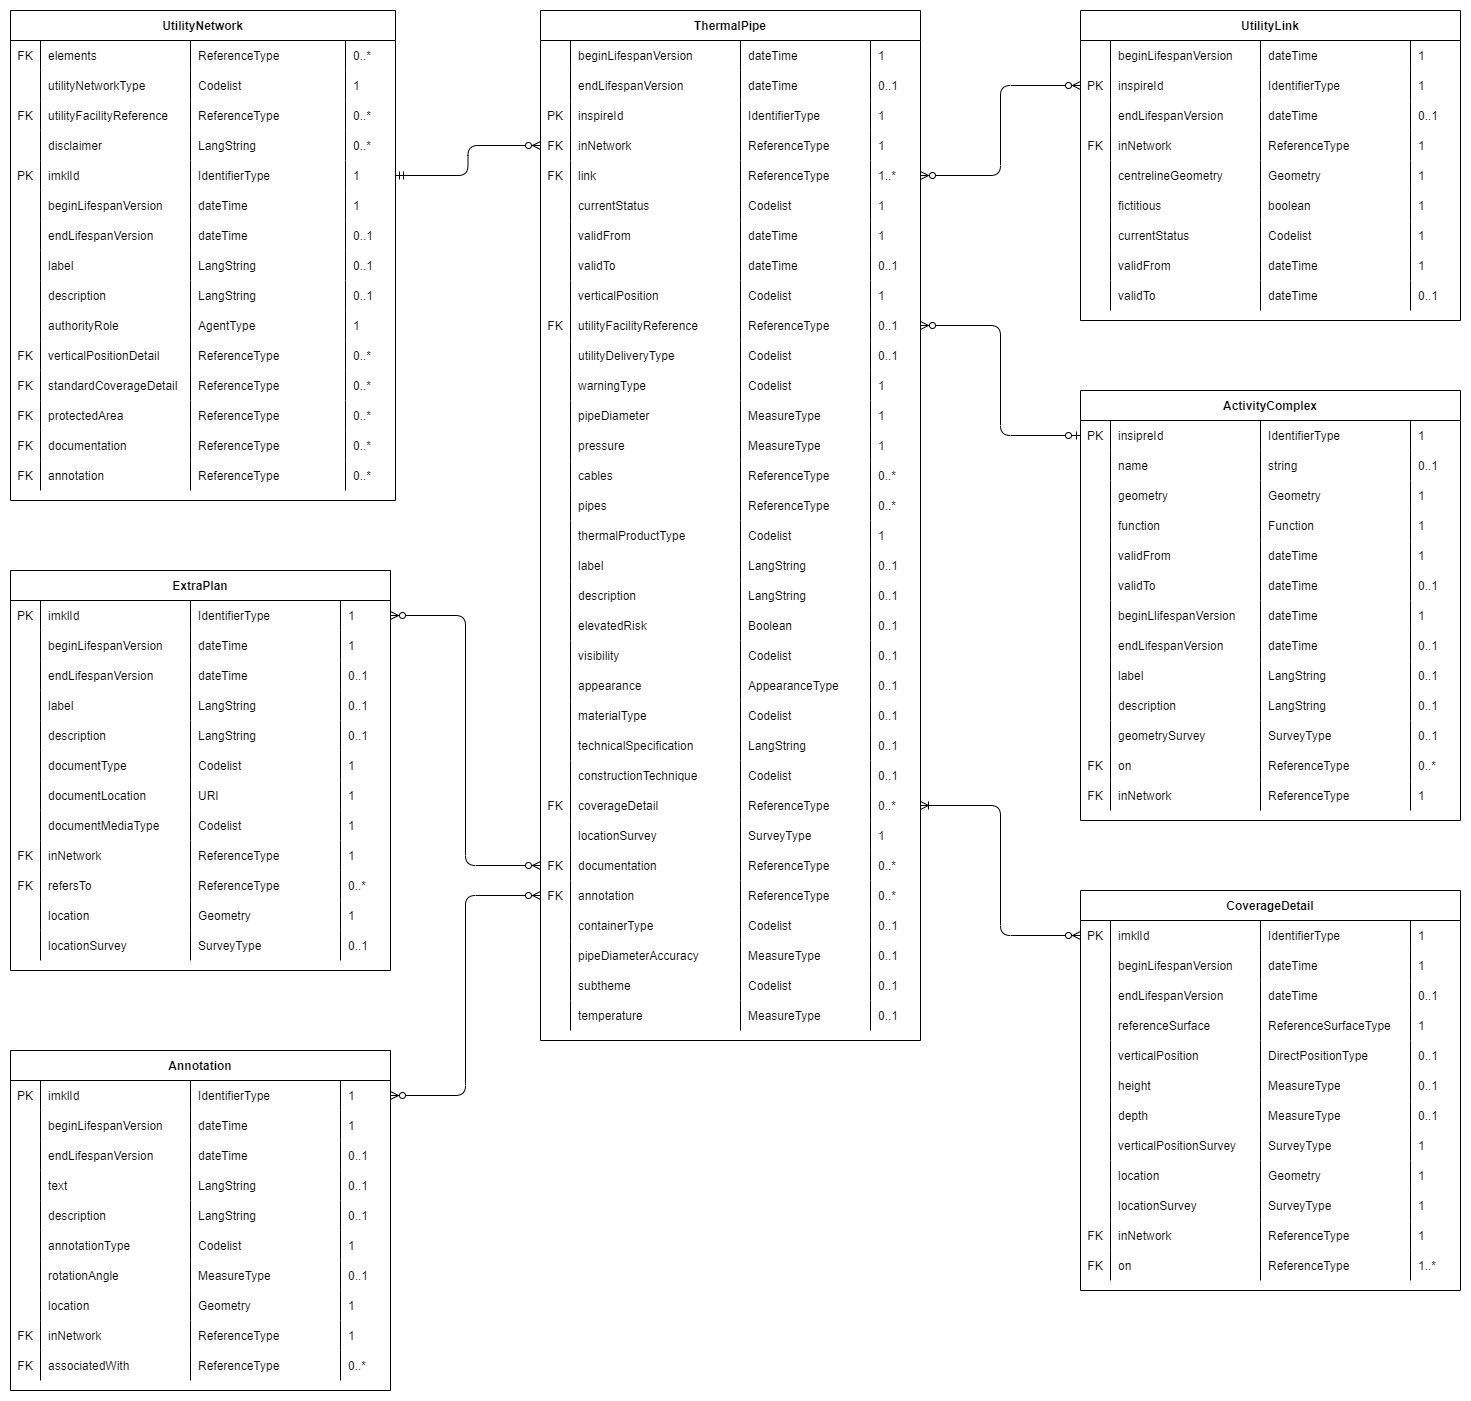 UtilityNetwork
FK elements ReferenceType 0..*
utilityNetworkType Codelist 1
FK utilityFacilityReference ReferenceType 0..*
disclaimer LangString 0..*
PK imklId IdentifierType 1
beginLifespanVersion dateTime 1
endLifespanVersion dateTime 0..1
label LangString 0..1
description LangString 0..1
authorityRole AgentType 1
FK verticalPositionDetail ReferenceType 0..*
FK standardCoverageDetail ReferenceType 0..*
FK protectedArea ReferenceType 0..*
FK documentation ReferenceType 0..*
FK annotation ReferenceType 0..*
ExtraPlan
PK imklId IdentifierType 1
beginLifespanVersion dateTime 1
endLifespanVersion dateTime 0..1
label LangString 0..1
description LangString 0..1
documentType Codelist 1
documentLocation URI 1
documentMediaType Codelist 1
FK inNetwork ReferenceType 1
FK refersTo ReferenceType 0..*
location Geometry 1
locationSurvey SurveyType 0..1
Annotation
PK imklId IdentifierType 1
beginLifespanVersion dateTime 1
endLifespanVersion dateTime 0..1
text LangString 0..1
description LangString 0..1
annotationType Codelist 1
rotationAngle MeasureType 0..1
location Geometry 1
FK inNetwork ReferenceType 1
FK associatedWith ReferenceType 0..*
ThermalPipe
beginLifespanVersion dateTime 1
endLifespanVersion dateTime 0..1
PK inspireId IdentifierType 1
FK inNetwork ReferenceType 1
FK link ReferenceType 1..*
currentStatus Codelist 1
validFrom dateTime 1
validTo dateTime 0..1
verticalPosition Codelist 1
FK utilityFacilityReference ReferenceType 0..1
utilityDeliveryType Codelist 0..1
warningType Codelist 1
pipeDiameter MeasureType 1
pressure MeasureType 1
cables ReferenceType 0..*
pipes ReferenceType 0..*
thermalProductType Codelist 1
label LangString 0..1
description LangString 0..1
elevatedRisk Boolean 0..1
visibility Codelist 0..1
appearance AppearanceType 0..1
materialType Codelist 0..1
technicalSpecification LangString 0..1
constructionTechnique Codelist 0..1
FK coverageDetail ReferenceType 0..*
locationSurvey SurveyType 1
FK documentation ReferenceType 0..*
FK annotation ReferenceType 0..*
containerType Codelist 0..1
pipeDiameterAccuracy MeasureType 0..1
subtheme Codelist 0..1
temperature MeasureType 0..1
UtilityLink
beginLifespanVersion dateTime 1
PK inspireId IdentifierType 1
endLifespanVersion dateTime 0..1
FK inNetwork ReferenceType 1
centrelineGeometry Geometry 1
fictitious boolean 1
currentStatus Codelist 1
validFrom dateTime 1
validTo dateTime 0..1
ActivityComplex
PK insipreId IdentifierType 1
name string 0..1
geometry Geometry 1
function Function 1
validFrom dateTime 1
validTo dateTime 0..1
beginLlifespanVersion dateTime 1
endLifespanVersion dateTime 0..1
label LangString 0..1
description LangString 0..1
geometrySurvey SurveyType 0..1
FK on ReferenceType 0..*
FK inNetwork ReferenceType 1
CoverageDetail
PK imklId IdentifierType 1
beginLifespanVersion dateTime 1
endLifespanVersion dateTime 0..1
referenceSurface ReferenceSurfaceType 1
verticalPosition DirectPositionType 0..1
height MeasureType 0..1
depth MeasureType 0..1
verticalPositionSurvey SurveyType 1
location Geometry 1
locationSurvey SurveyType 1
FK inNetwork ReferenceType 1
FK on ReferenceType 1..*